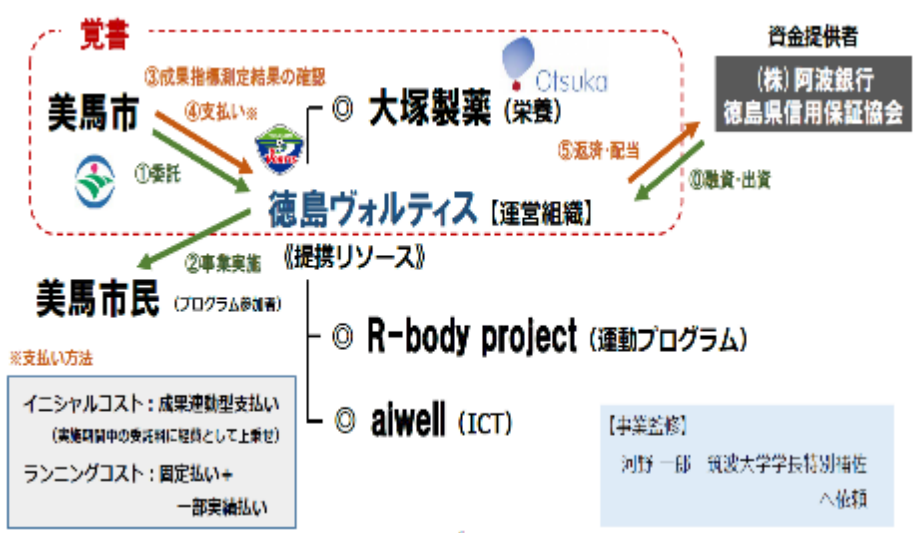 覚書
資金提供者
③成果指標測定結果の確認
Otsuka
(株)阿波銀行
徳島県信用保証協会
美馬市
④支払い※
◎ 大塚製薬(栄養)
①委託
⑤返済・配当
⓪融資・出資
徳島ヴォルティス【運営組織】
②事業実施
《提携リソース》
美馬市民(プログラム参加者)
◎ R-body project(運動プログラム)
※支払い方法
イニシャルコスト:成果連動型支払い
(実施期間中の委託料に経費として上乗せ)
◎ aiwell (ICT)
【事業監修】
ランニングコスト:固定払い+
一部実績払い
河野 一郎 筑波大学学長特別補佐
へ依頼